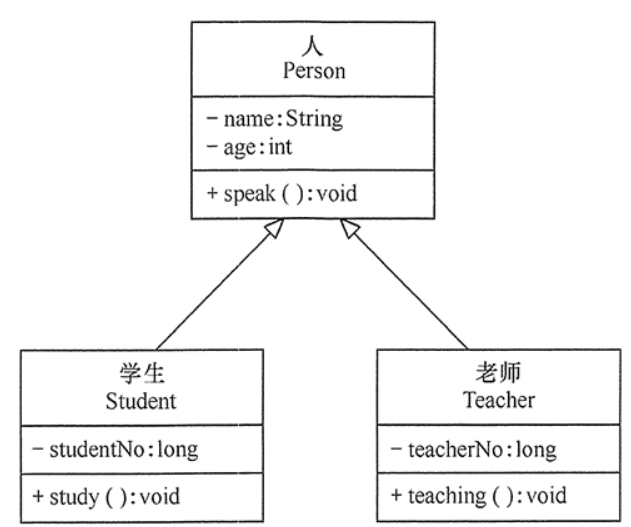 人
Person
- name:String
- age:int
+ speak ( ):void
学生
Student
- studentNo:long
+ study ( ):void
老师
Teacher
- teacherNo:long
+ teaching ( ):void